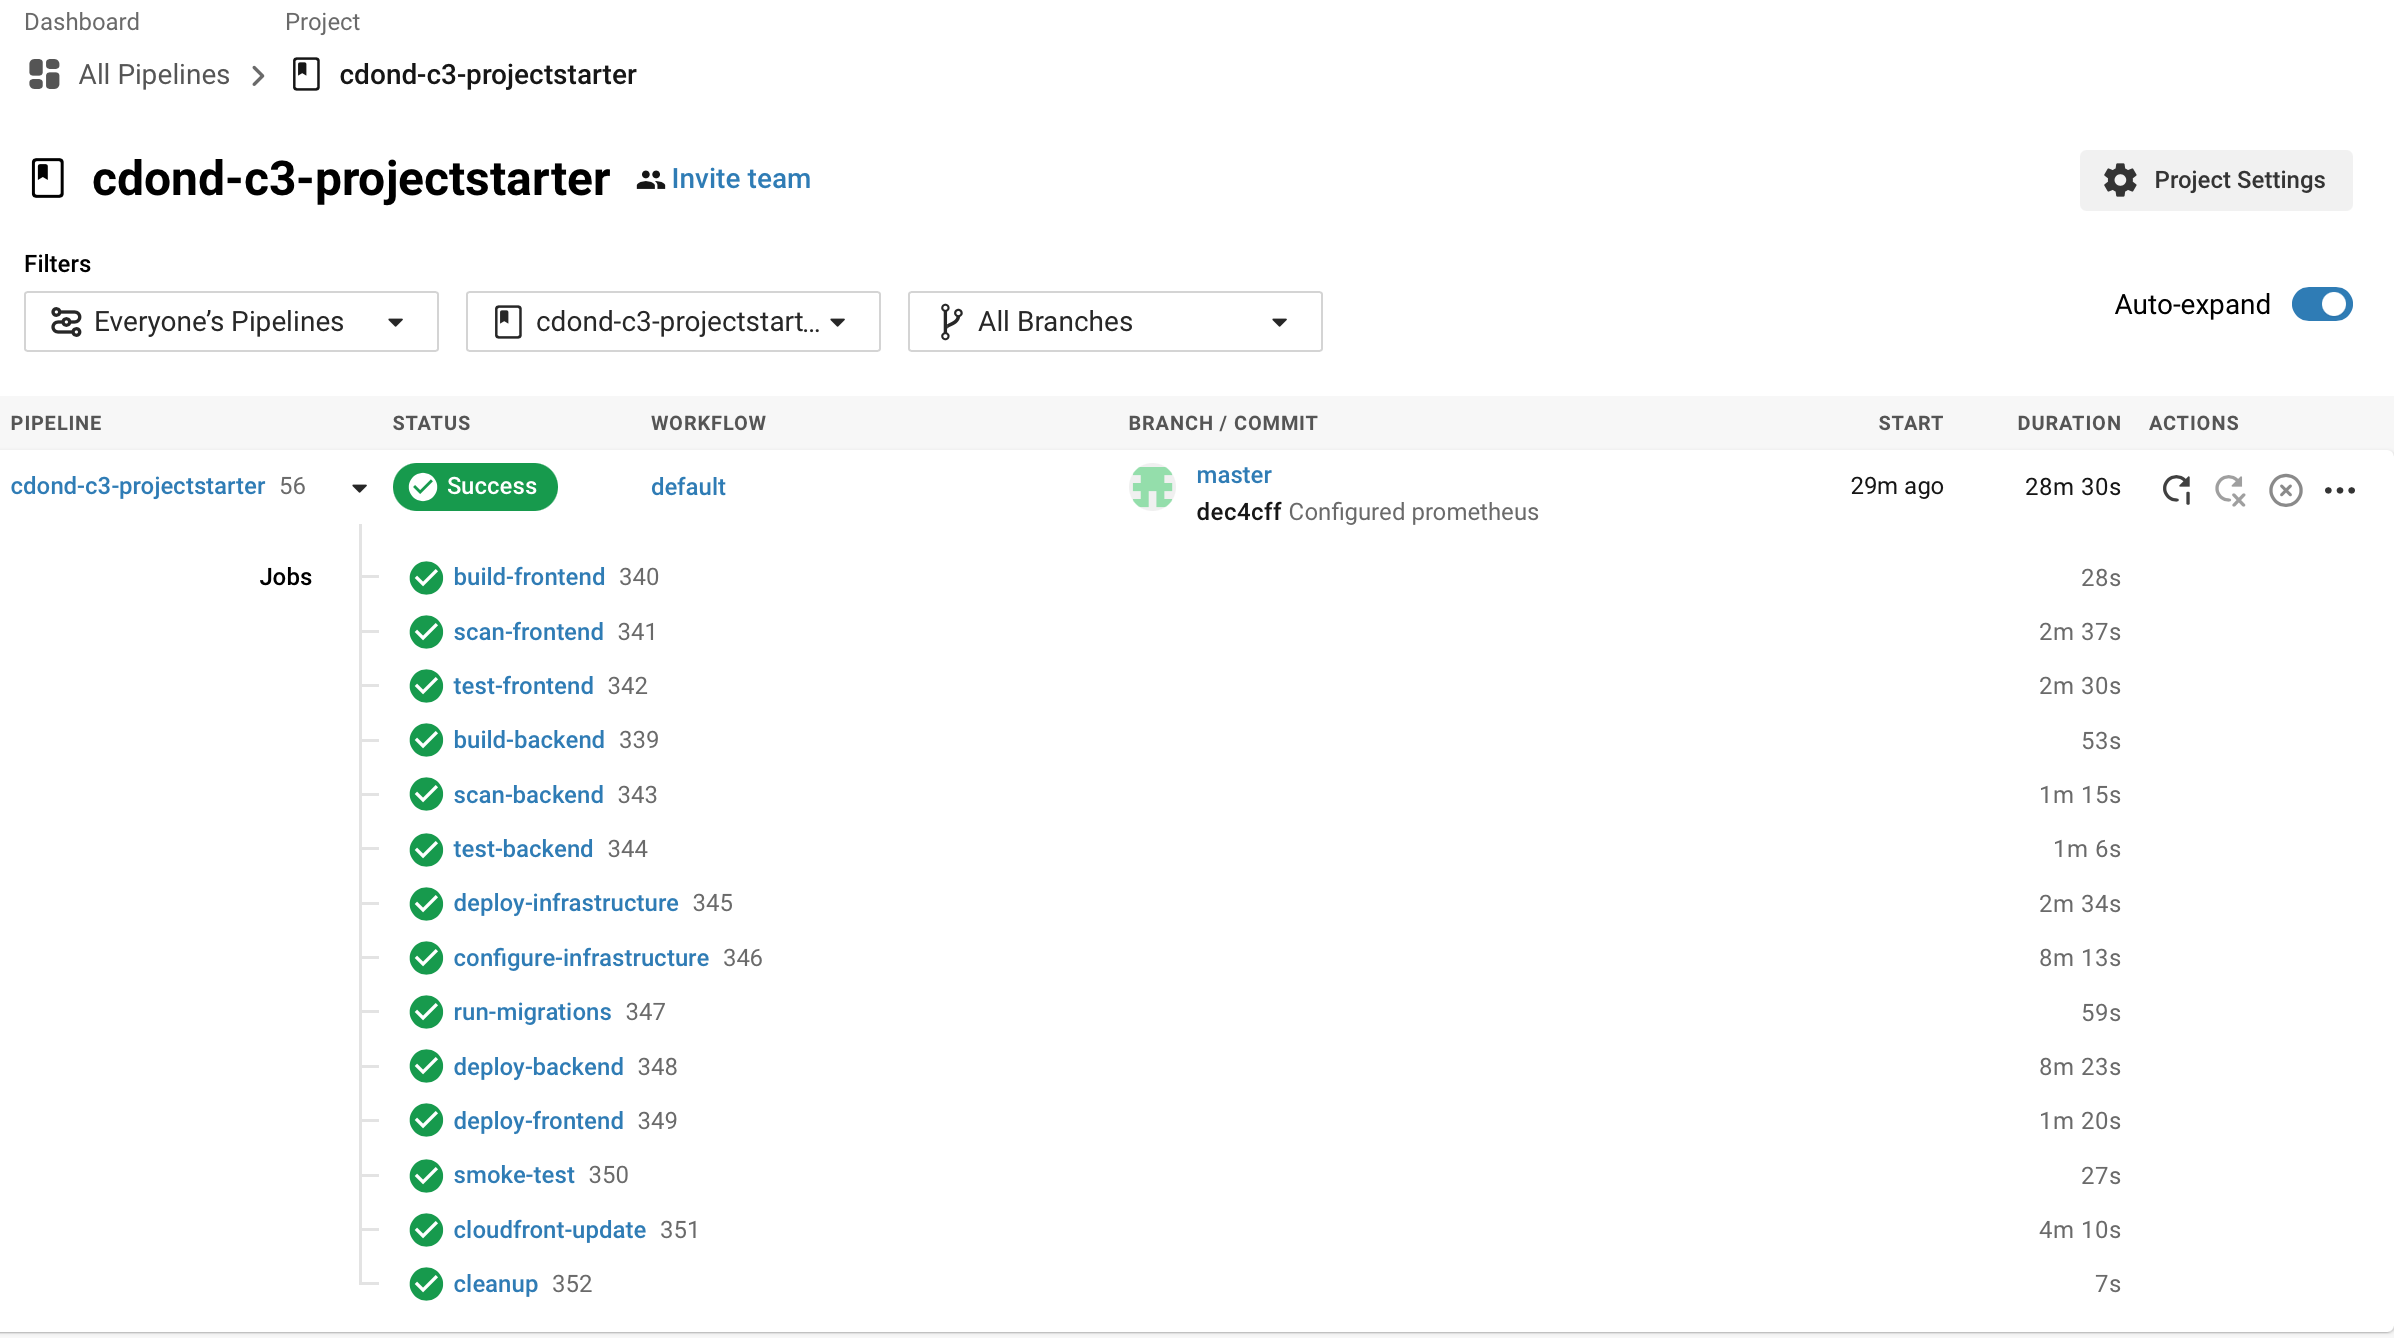 Dashboard Project
All Pipelines cdond-c3-projectstarter
cdond-c3-projectstarter Invite team Project Settings
Filters
Everyone’s Pipelines cdond-c3-projectstart... All Branches Auto-expand
PIPELINE STATUS WORKFLOW BRANCH / COMMIT START DURATION ACTIONS
cdond-c3-projectstarter 56 Success default master 29m ago 28m 30s
dec4cff Configured prometheus
Jobs build-frontend 340 28s
scan-frontend 341 2m 37s
test-frontend 342 2m 30s
build-backend 339 53s
scan-backend 343 1m 15s
test-backend 344 1m 6s
deploy-infrastructure 345 2m 34s
configure-infrastructure 346 8m 13s
run-migrations 347 59s
deploy-backend 348 8m 23s
deploy-frontend 349 1m 20s
smoke-test 350 27s
cloudfront-update 351 4m 10s
cleanup 352 7s